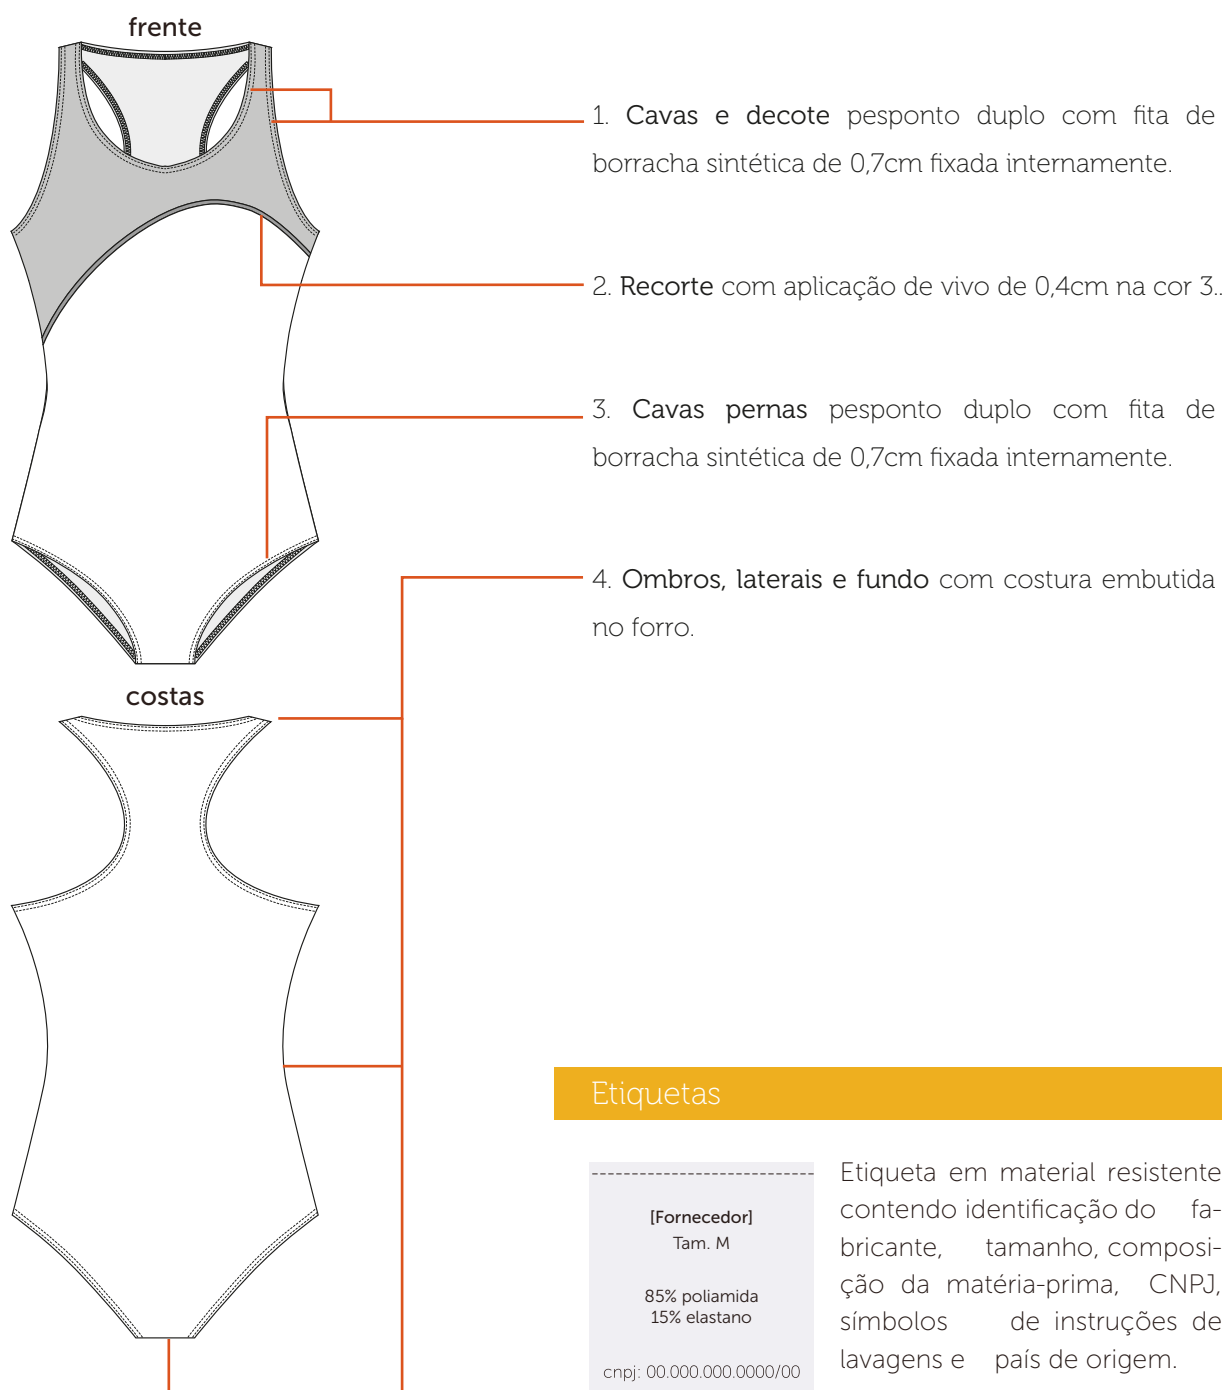 frente
1. Cavas e decote pesponto duplo com fita de
borracha sintética de 0,7cm fixada internamente.
2. Recorte com aplicação de vivo de 0,4cm na cor 3..
3. Cavas pernas pesponto duplo com fita de
borracha sintética de 0,7cm fixada internamente.
4. Ombros, laterais e fundo com costura embutida
no forro.
costas
Etiquetas
[Fornecedor]
Tam. M
85% poliamida
15% elastano
cnpj: 00.000.000.0000/00
Etiqueta em material resistente
contendo identificação do fa-
bricante, tamanho, composi-
ção da matéria-prima, CNPJ,
símbolos de instruções de
lavagens e país de origem.